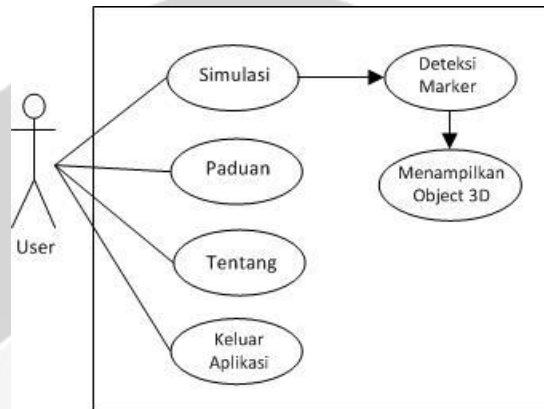 Simulasi
Deteksi
Marker
Paduan
Menampilkan
Object 3D
User
Tentang
Keluar
Aplikasi